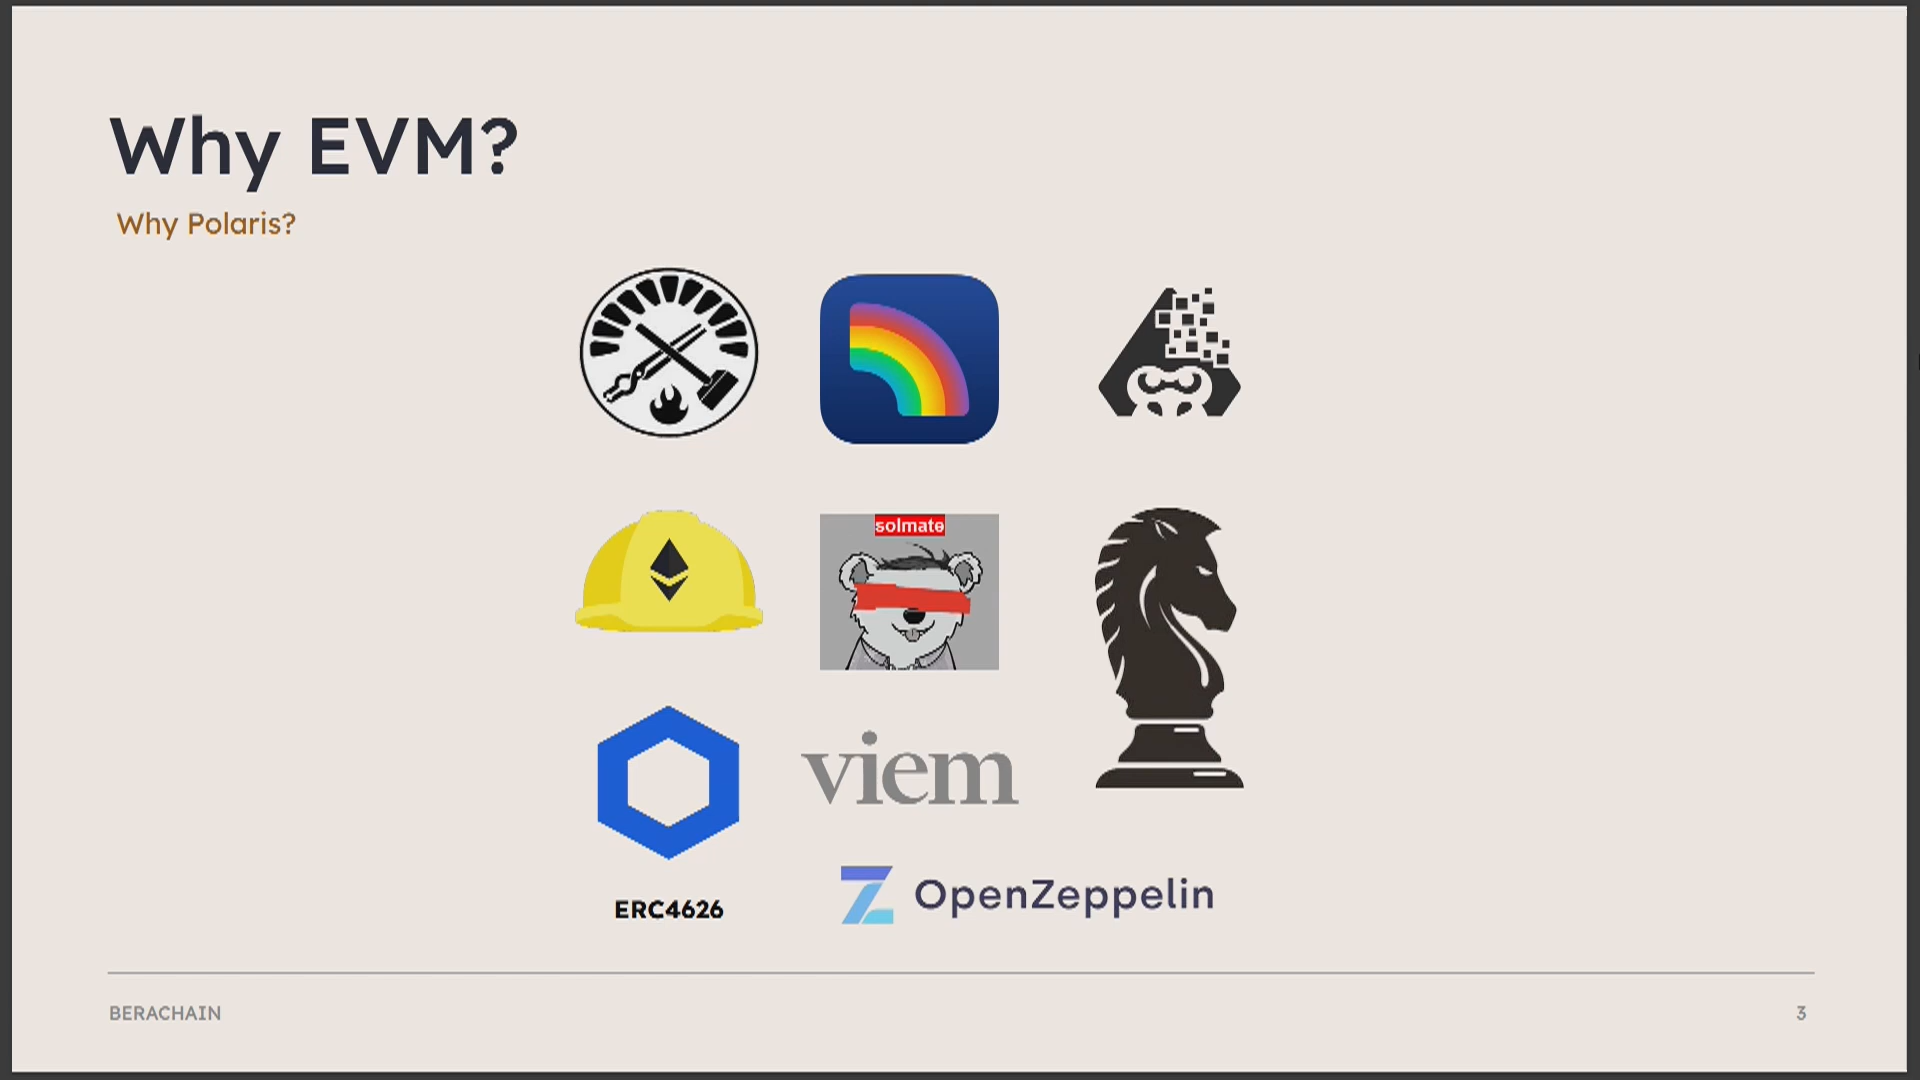 Why EVM?
Why Polaris?
solmate
viem
ERC4626
OpenZeppelin
BERACHAIN
3